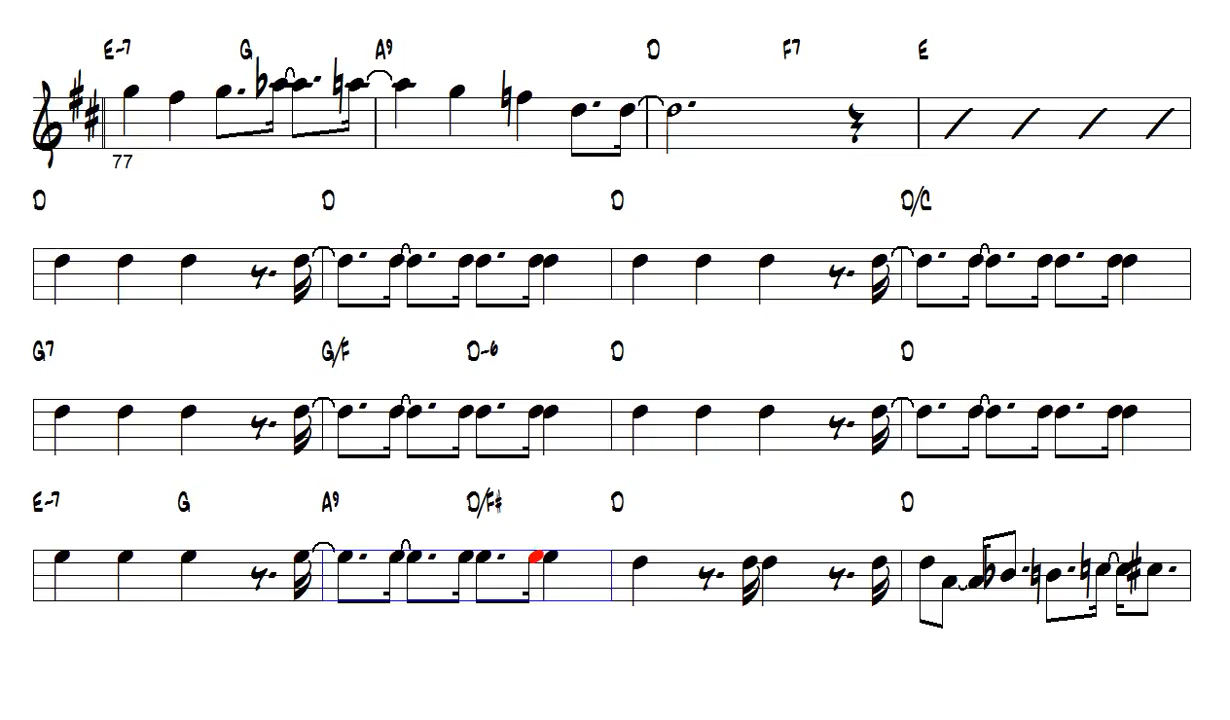 E-7 G A9 D F7 E
77
D D D D/C
G7 G/F D-6 D D
E-7 G A9 D/F# D D